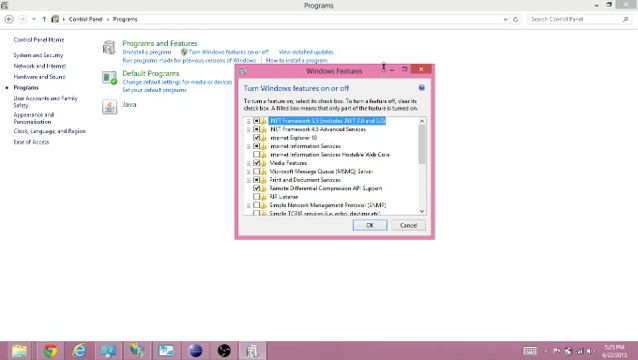 Programs
Control Panel ▸ Programs
Search Control Panel
Control Panel Home
System and Security
Network and Internet
Hardware and Sound
Programs
User Accounts and Family
Safety
Appearance and
Personalisation
Clock, Language, and Region
Ease of Access
Programs and Features
Uninstall a program
Turn Windows features on or off
View installed updates
Run programs made for previous versions of Windows
How to install a program
Default Programs
Change default settings for media or devices
Set your default programs
Java
Windows Features
Turn Windows features on or off
To turn a feature on, select its check box. To turn a feature off, clear its
check box. A filled box means that only part of the feature is turned on.
.NET Framework 3.5 (includes .NET 2.0 and 3.0)
.NET Framework 4.5 Advanced Services
Internet Explorer 10
Internet Information Services
Internet Information Services Hostable Web Core
Media Features
Microsoft Message Queue (MSMQ) Server
Print and Document Services
Remote Differential Compression API Support
RIP Listener
Simple Network Management Protocol (SNMP)
Simple TCPIP services (i.e. echo, daytime etc)
OK
Cancel
5:25 PM
6/22/2013